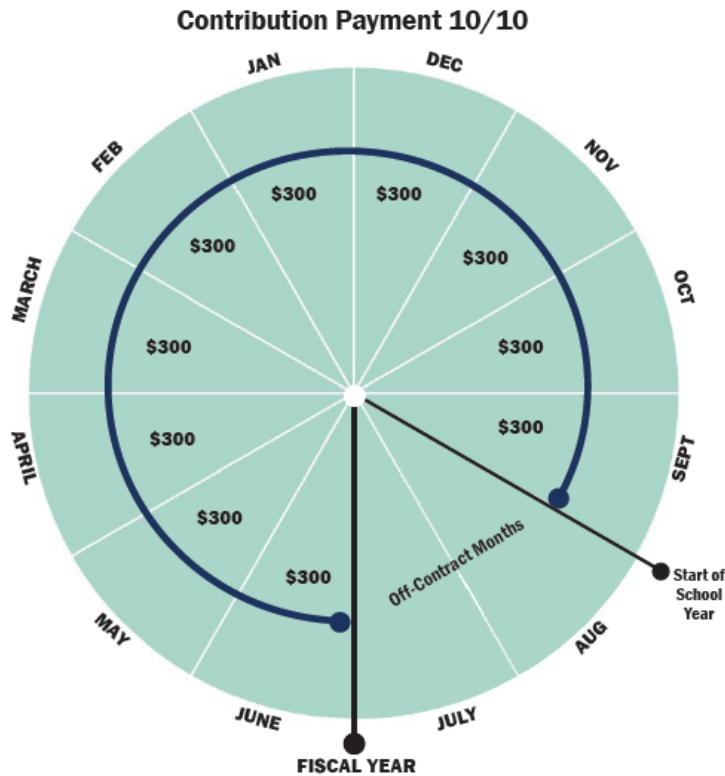 Contribution Payment 10/10
JAN
DEC
FEB
NOV
$300
$300
$300
$300
MARCH
OCT
$300
$300
$300
$300
APRIL
SEPT
$300
$300
Off-Contract Months
Start of
School
Year
MAY
AUG
JUNE
JULY
FISCAL YEAR